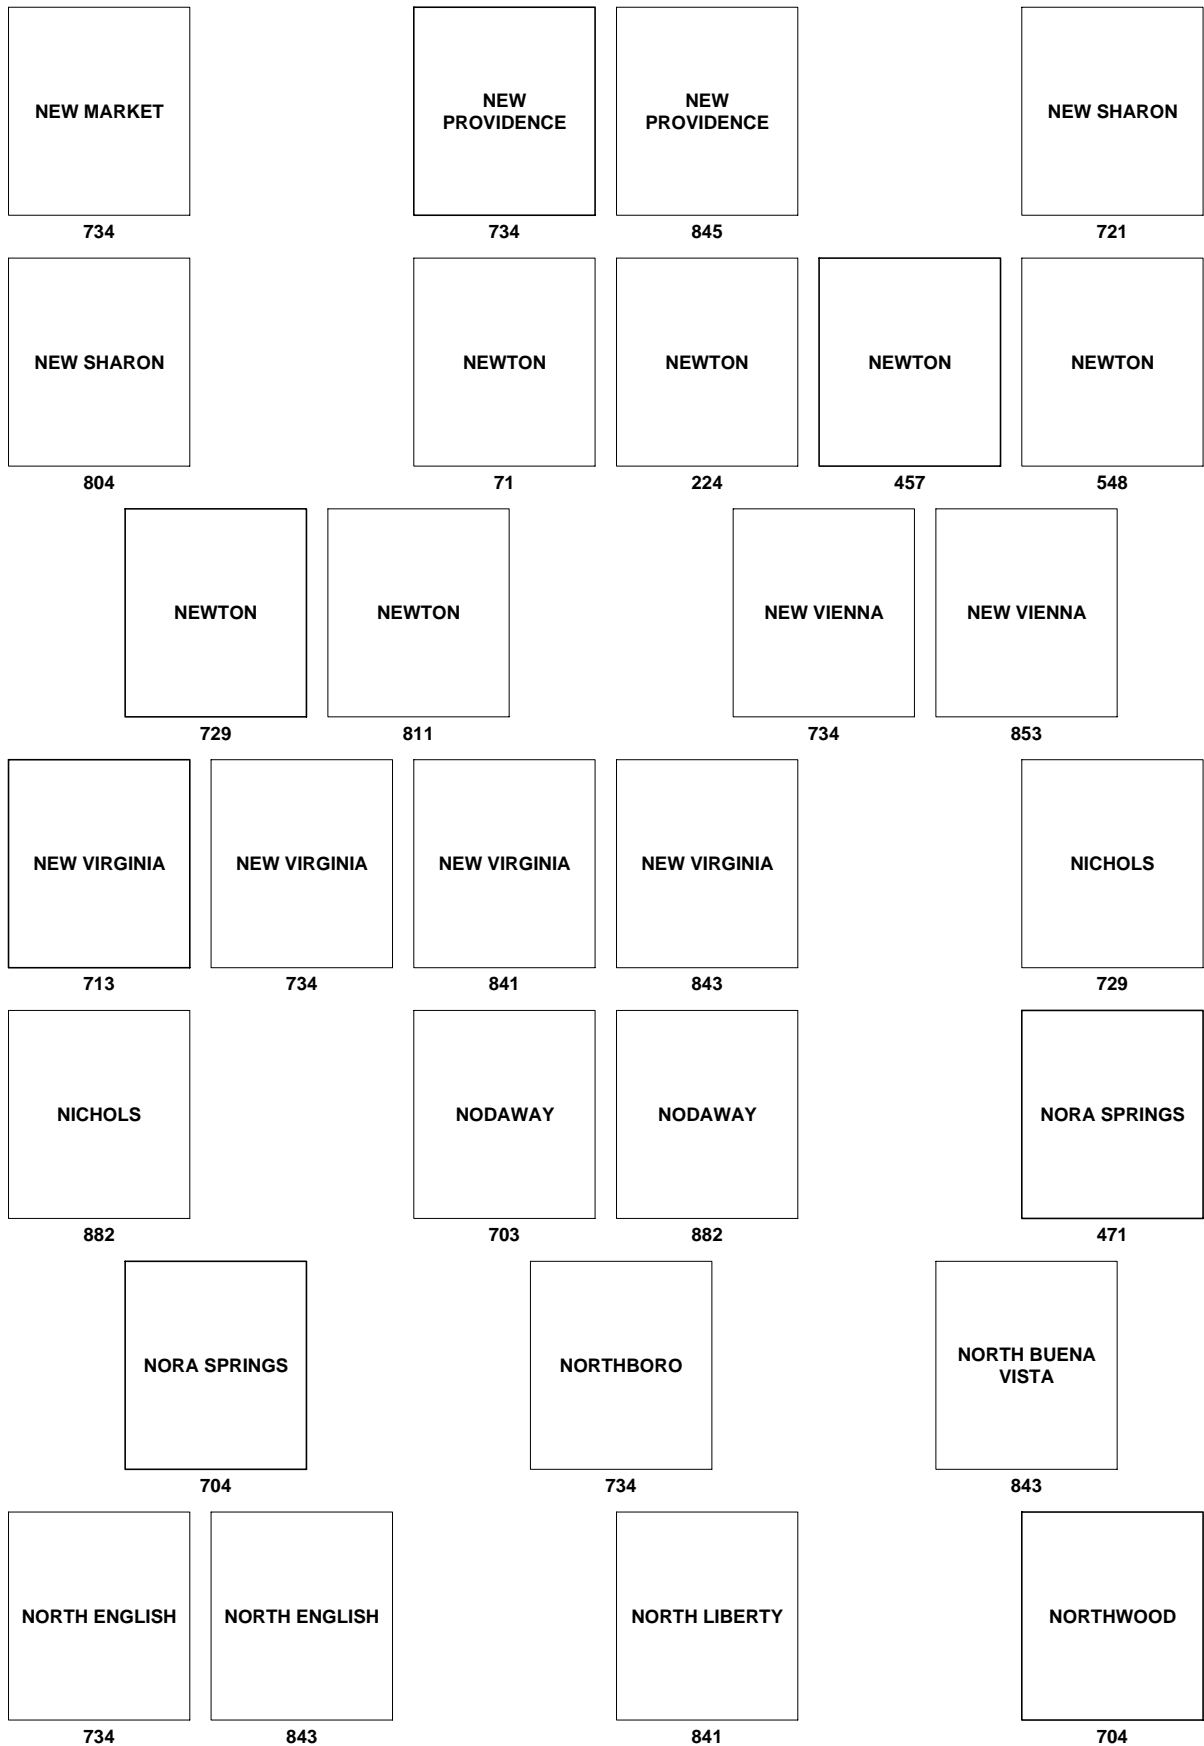 NEW MARKET
734
NEW
PROVIDENCE
734
NEW
PROVIDENCE
845
NEW SHARON
721
NEW SHARON
804
NEWTON
71
NEWTON
224
NEWTON
457
NEWTON
548
NEWTON
729
NEWTON
811
NEW VIENNA
734
NEW VIENNA
853
NEW VIRGINIA
713
NEW VIRGINIA
734
NEW VIRGINIA
841
NEW VIRGINIA
843
NICHOLS
729
NICHOLS
882
NODAWAY
703
NODAWAY
882
NORA SPRINGS
471
NORA SPRINGS
704
NORTHBORO
734
NORTH BUENA
VISTA
843
NORTH ENGLISH
734
NORTH ENGLISH
843
NORTH LIBERTY
841
NORTHWOOD
704